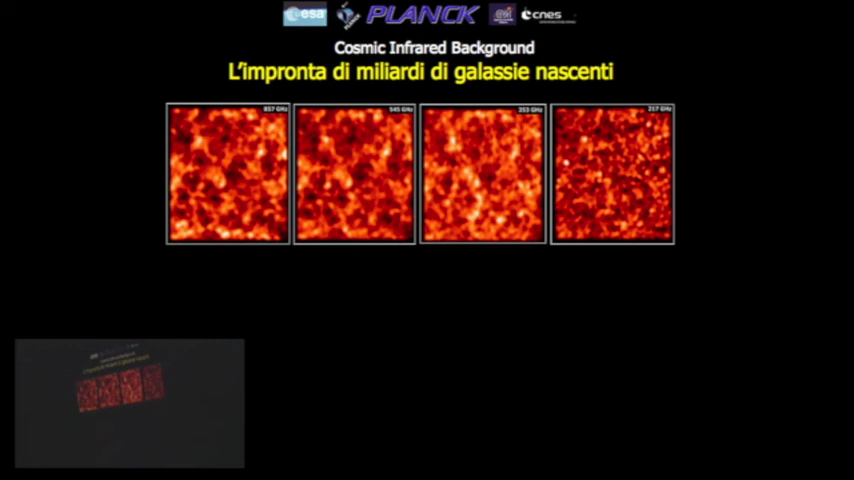 esa PLANCK asi cnes
Cosmic Infrared Background
L'impronta di miliardi di galassie nascenti
857 GHz 545 GHz 353 GHz 217 GHz